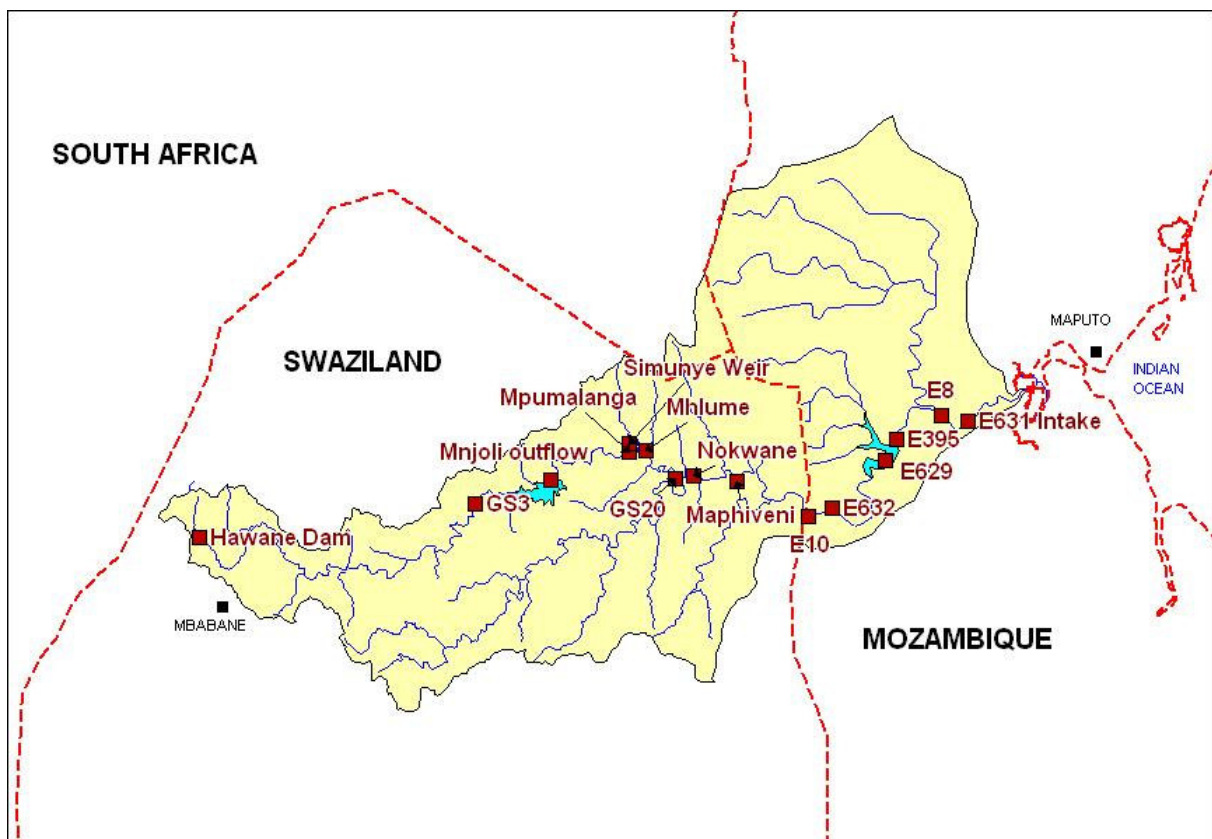 SOUTH AFRICA
MAPUTO
SWAZILAND
Simunye Weir
INDIAN
OCEAN
Mpumalanga
Mhlume
E8
E631 Intake
E395
Mnjoli outflow
Nokwane
E629
GS3
GS20
Maphiveni
E632
Hawane Dam
E10
MBABANE
MOZAMBIQUE